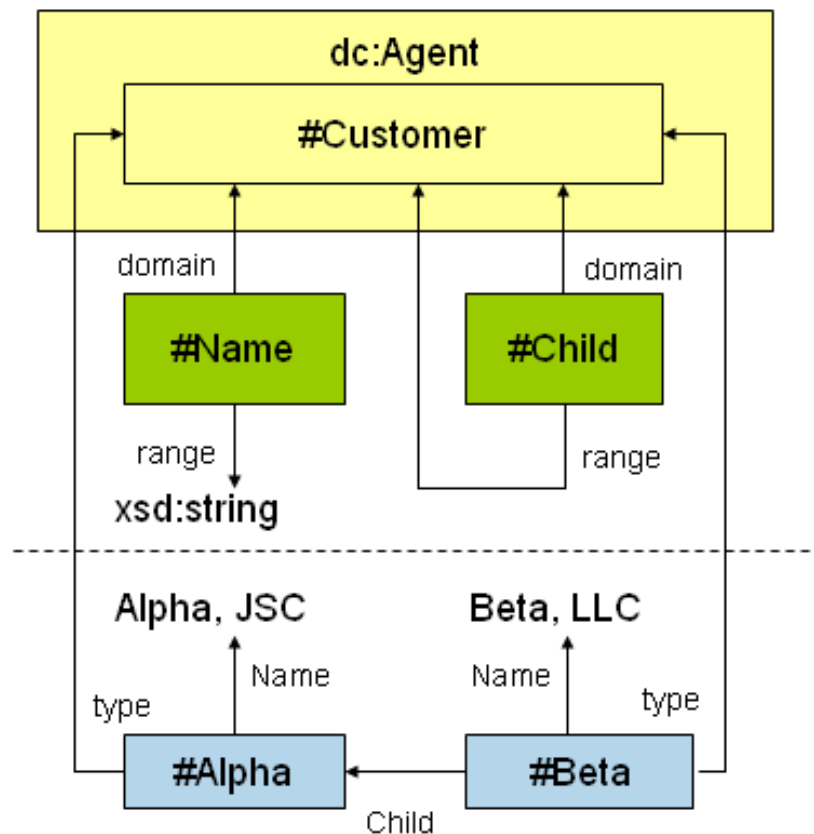 dc:Agent
#Customer
domain
domain
#Name
#Child
range
range
xsd:string
Alpha, JSC
Beta, LLC
Name
Name
type
type
#Alpha
#Beta
Child